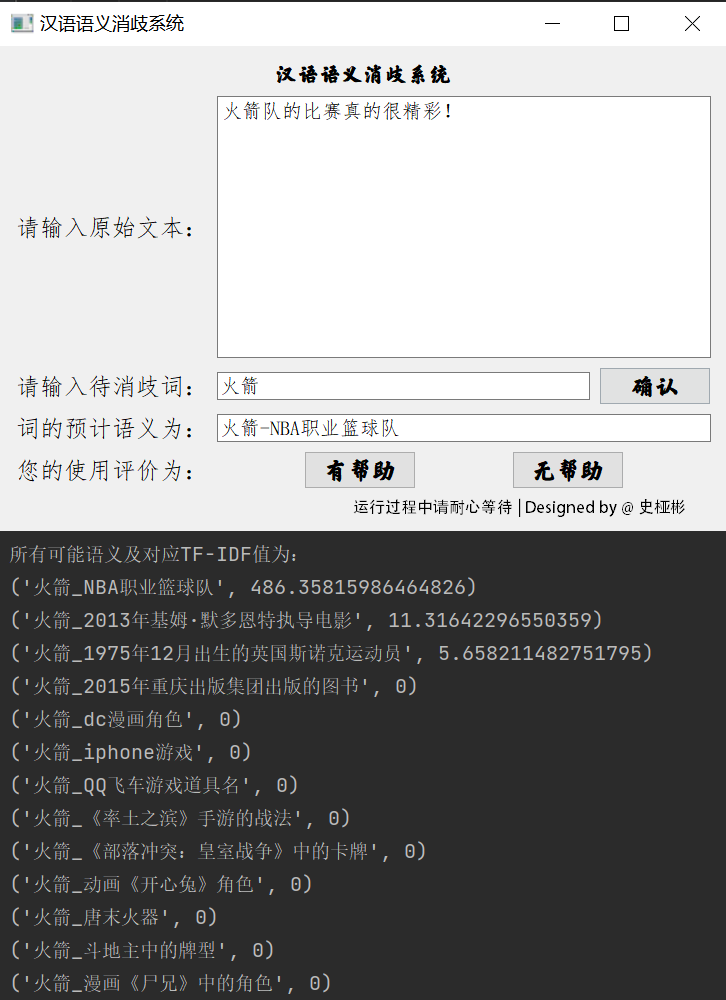 汉语语义消歧系统
汉语语义消歧系统
请输入原始文本：
火箭队的比赛真的很精彩！
请输入待消歧词：
火箭
确认
词的预计语义为：
火箭-NBA职业篮球队
您的使用评价为：
有帮助
无帮助
运行过程中请耐心等待 | Designed by @ 史桠彬
所有可能语义及对应TF-IDF值为：
('火箭_NBA职业篮球队', 486.35815986464826)
('火箭_2013年基姆·默多恩特执导电影', 11.31642296550359)
('火箭_1975年12月出生的英国斯诺克运动员', 5.658211482751795)
('火箭_2015年重庆出版集团出版的图书', 0)
('火箭_dc漫画角色', 0)
('火箭_iphone游戏', 0)
('火箭_QQ飞车游戏道具名', 0)
('火箭_《率土之滨》手游的战法', 0)
('火箭_《部落冲突：皇室战争》中的卡牌', 0)
('火箭_动画《开心兔》角色', 0)
('火箭_唐末火器', 0)
('火箭_斗地主中的牌型', 0)
('火箭_漫画《尸兄》中的角色', 0)